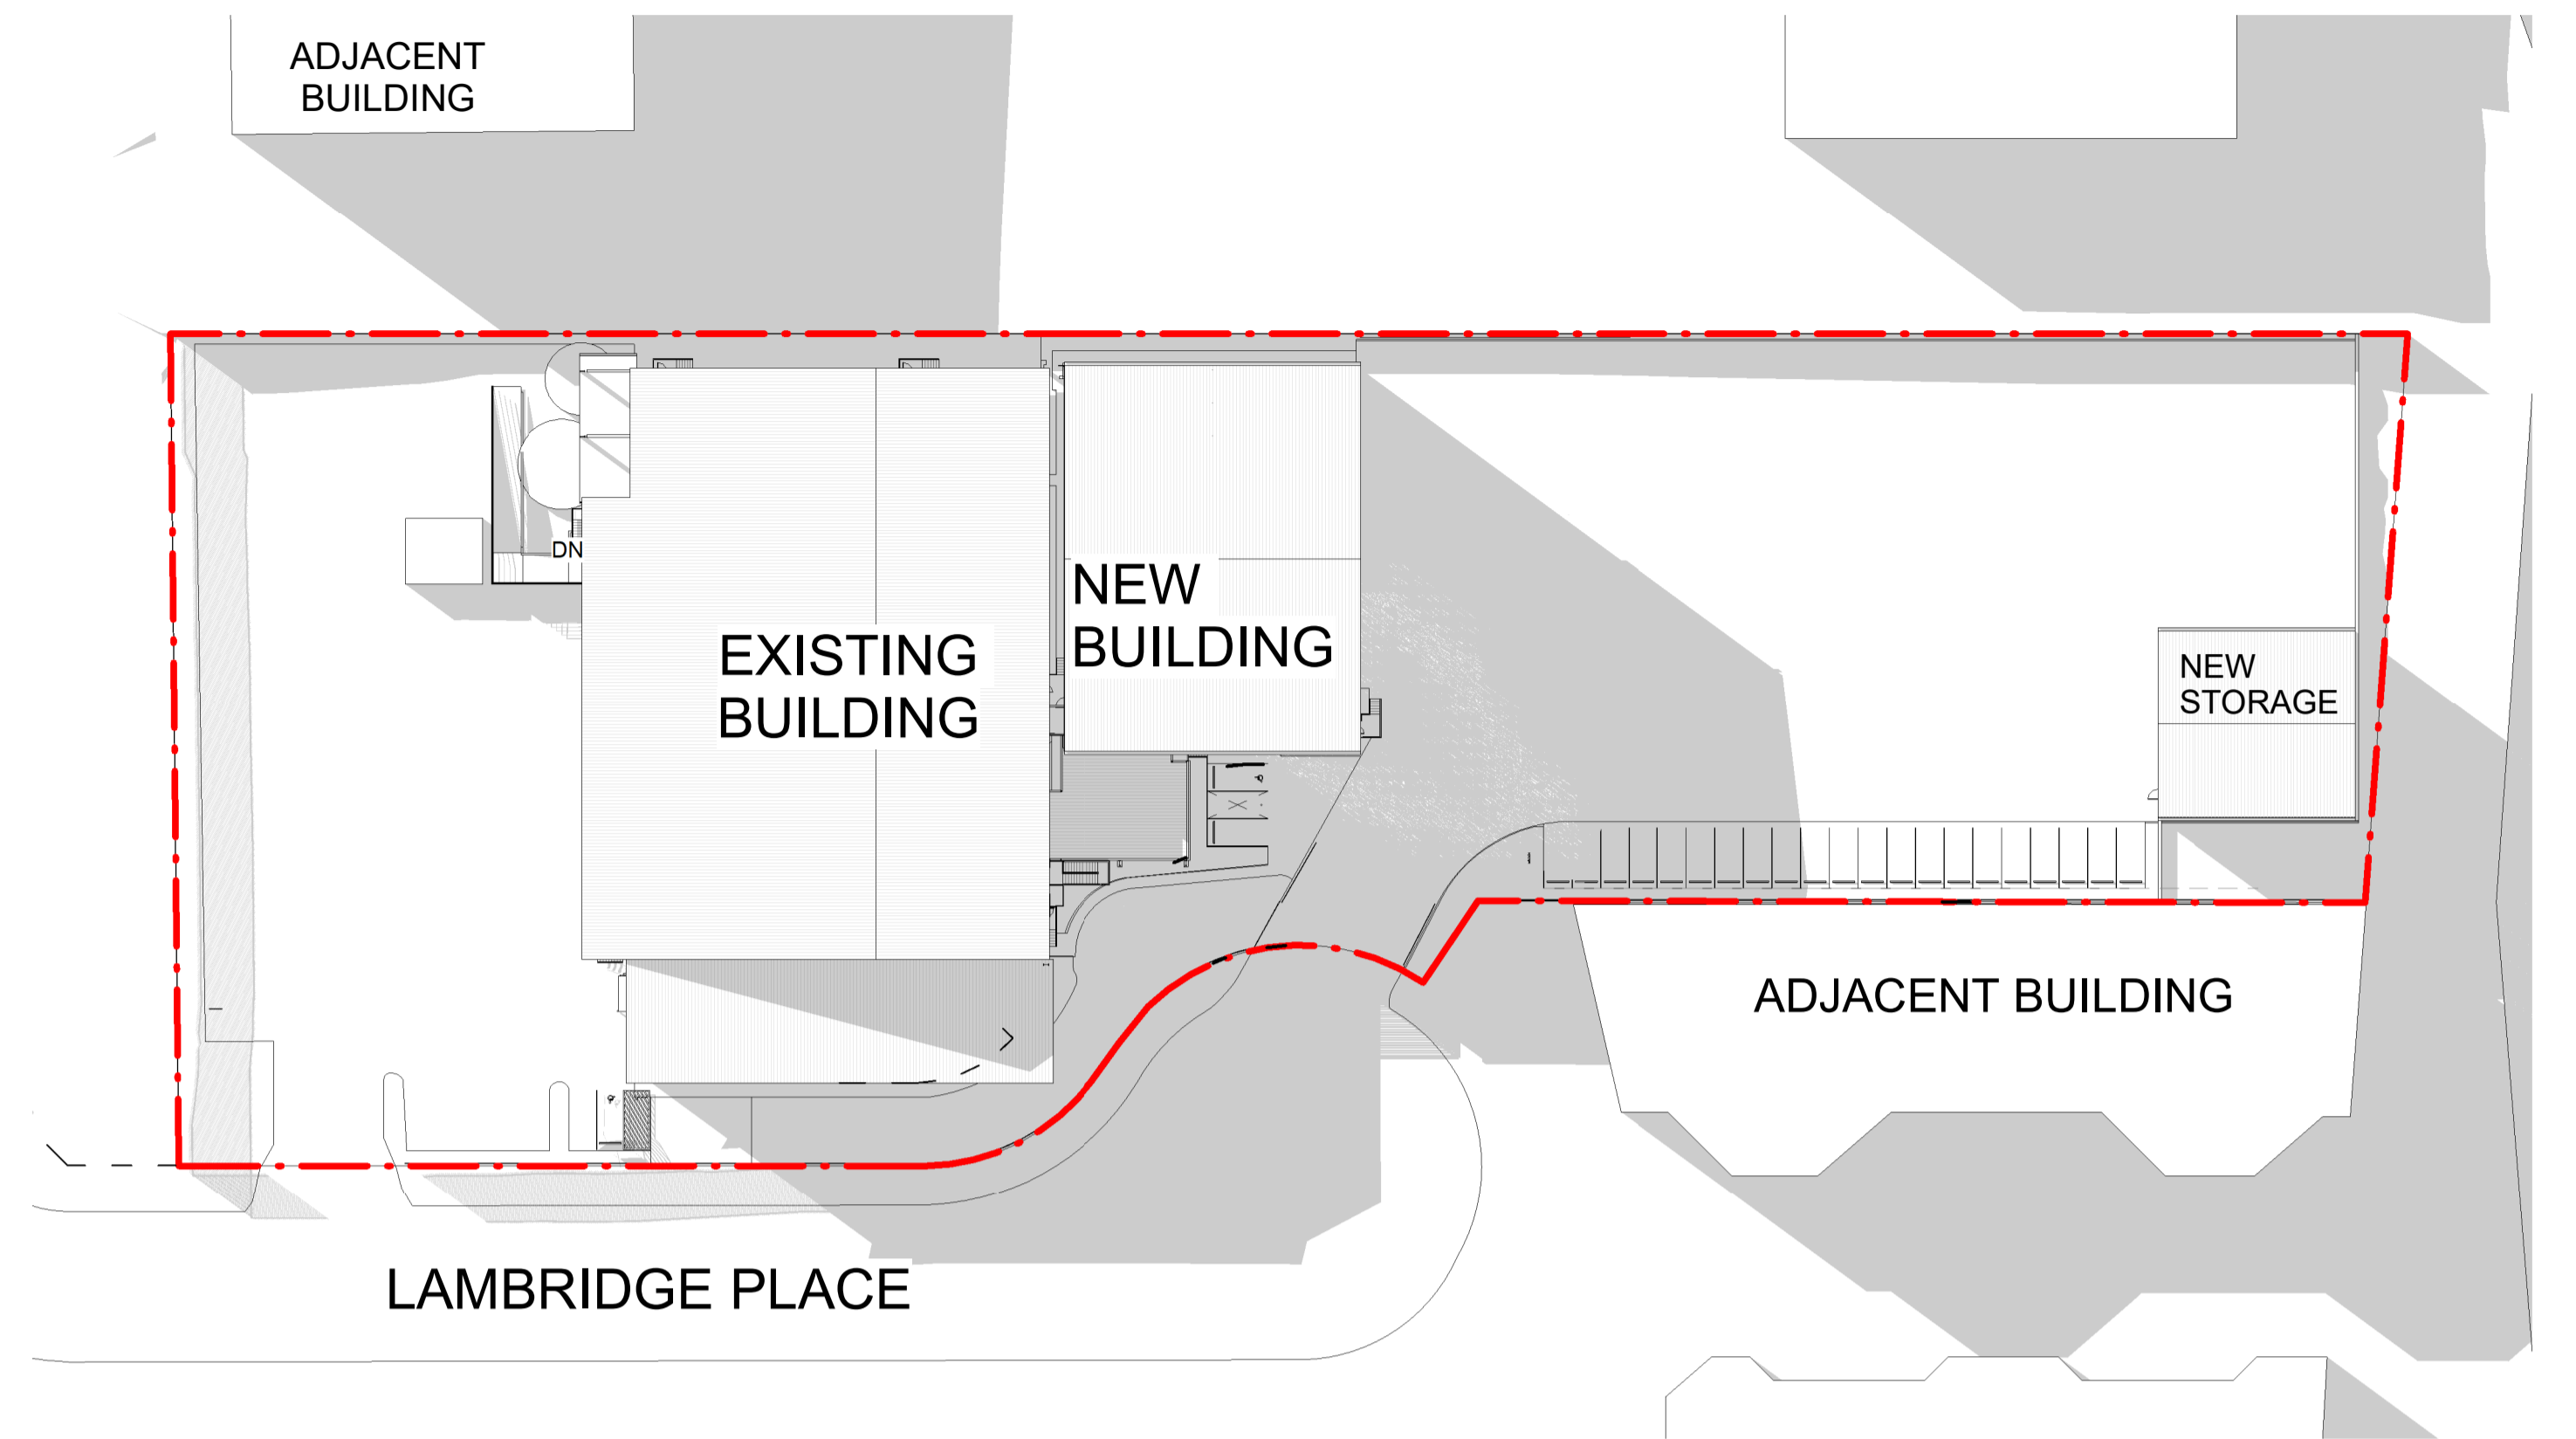 ADJACENT
BUILDING
DN
EXISTING
BUILDING
NEW
BUILDING
NEW
STORAGE
ADJACENT BUILDING
LAMBRIDGE PLACE